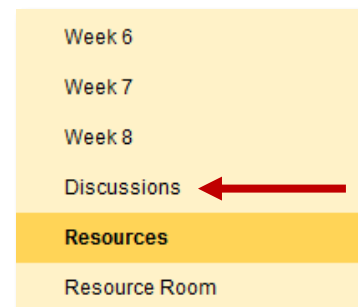 Week 6
Week 7
Week 8
Discussions
Resources
Resource Room